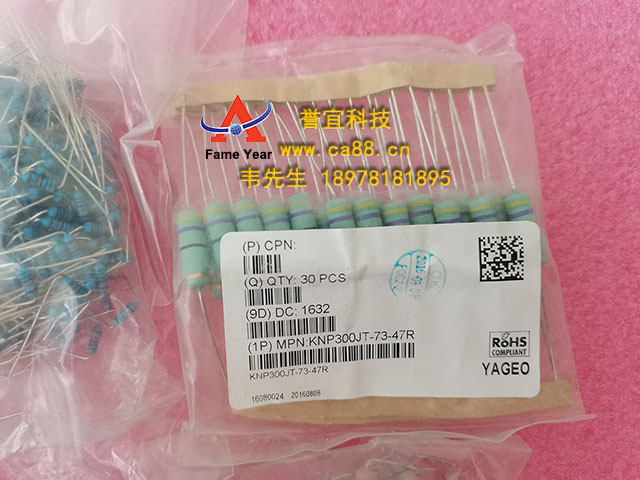 誉宜科技
Fame Year
www.ca88.cn
韦先生 18978181895
(P) CPN:
(Q) QTY: 30 PCS
(9D) DC: 1632
(1P) MPN:KNP300JT-73-47R
KNP300JT-73-47R
16080024 20160808
RoHS
COMPLIANT
YAGEO